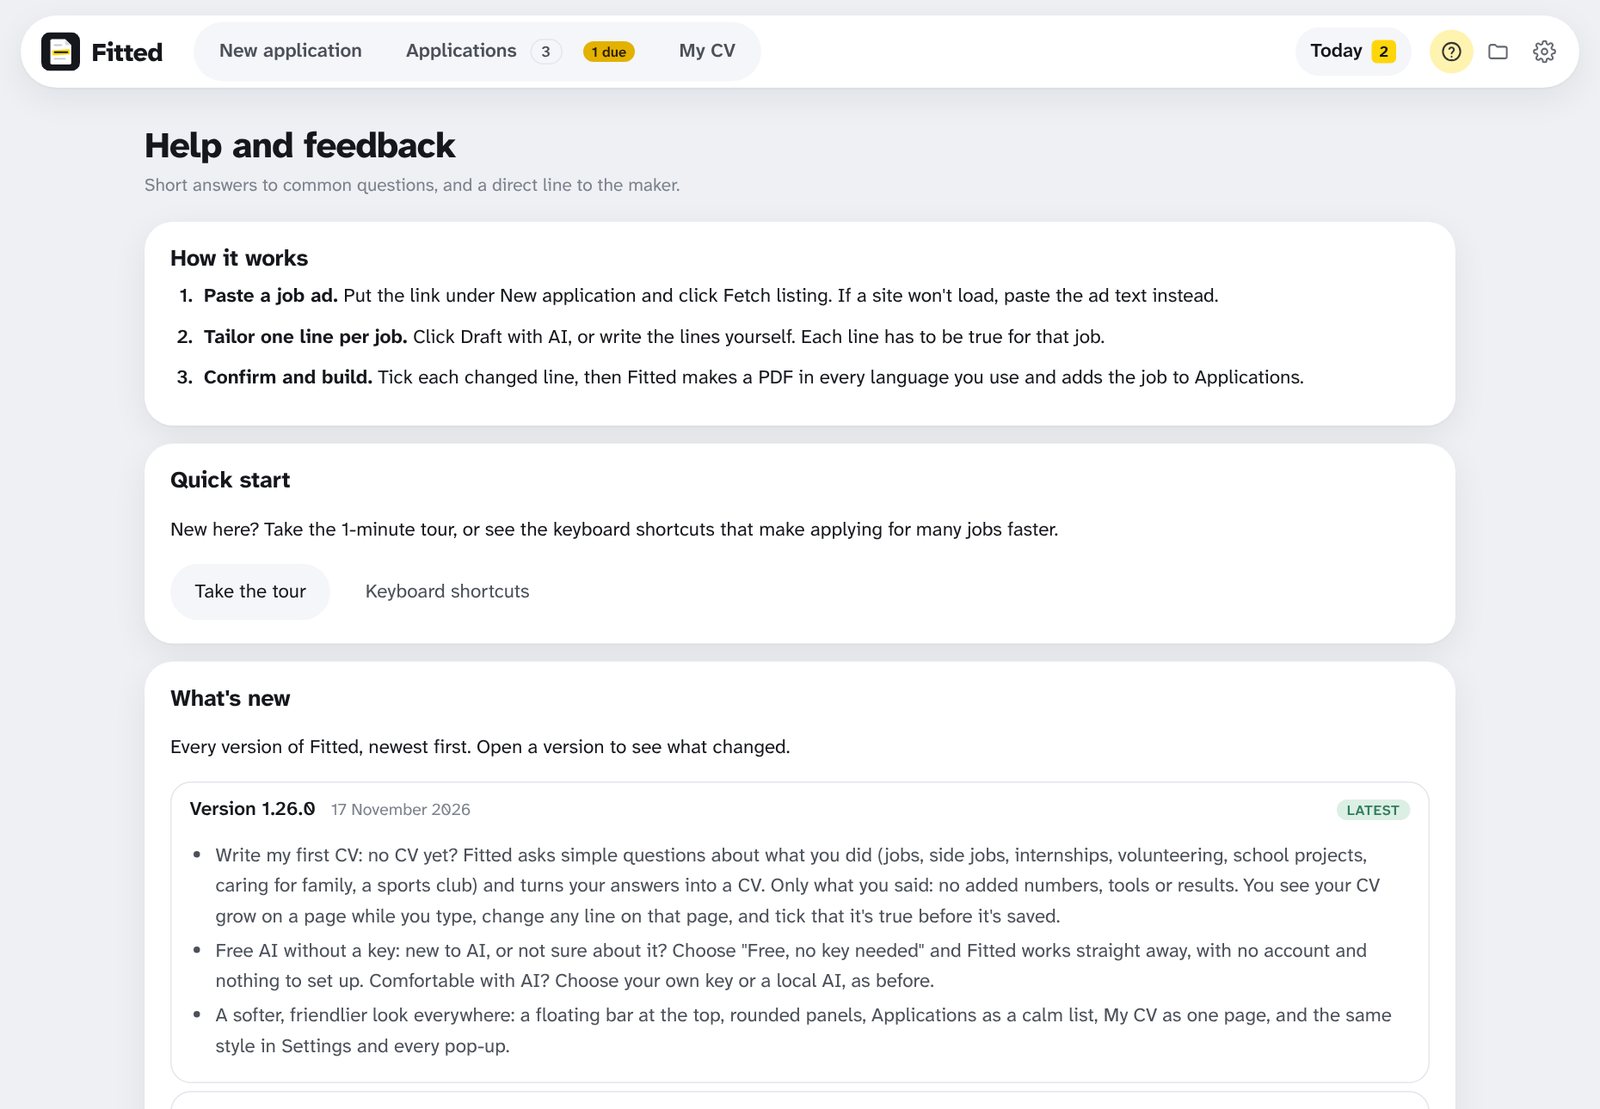 Fitted
New application
Applications 3 1 due
My CV
Today 2
Help and feedback
Short answers to common questions, and a direct line to the maker.
How it works
1. Paste a job ad. Put the link under New application and click Fetch listing. If a site won't load, paste the ad text instead.
2. Tailor one line per job. Click Draft with AI, or write the lines yourself. Each line has to be true for that job.
3. Confirm and build. Tick each changed line, then Fitted makes a PDF in every language you use and adds the job to Applications.
Quick start
New here? Take the 1-minute tour, or see the keyboard shortcuts that make applying for many jobs faster.
Take the tour
Keyboard shortcuts
What's new
Every version of Fitted, newest first. Open a version to see what changed.
Version 1.26.0 17 November 2026 LATEST
• Write my first CV: no CV yet? Fitted asks simple questions about what you did (jobs, side jobs, internships, volunteering, school projects,
caring for family, a sports club) and turns your answers into a CV. Only what you said: no added numbers, tools or results. You see your CV
grow on a page while you type, change any line on that page, and tick that it's true before it's saved.
• Free AI without a key: new to AI, or not sure about it? Choose "Free, no key needed" and Fitted works straight away, with no account and
nothing to set up. Comfortable with AI? Choose your own key or a local AI, as before.
• A softer, friendlier look everywhere: a floating bar at the top, rounded panels, Applications as a calm list, My CV as one page, and the same
style in Settings and every pop-up.